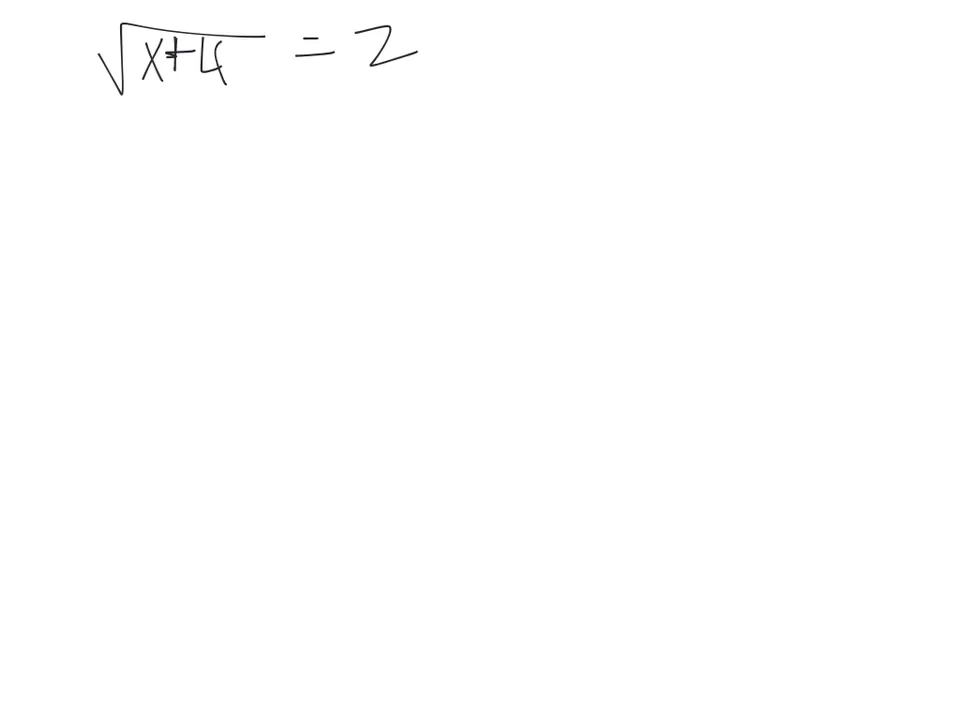 √x+4 = 2